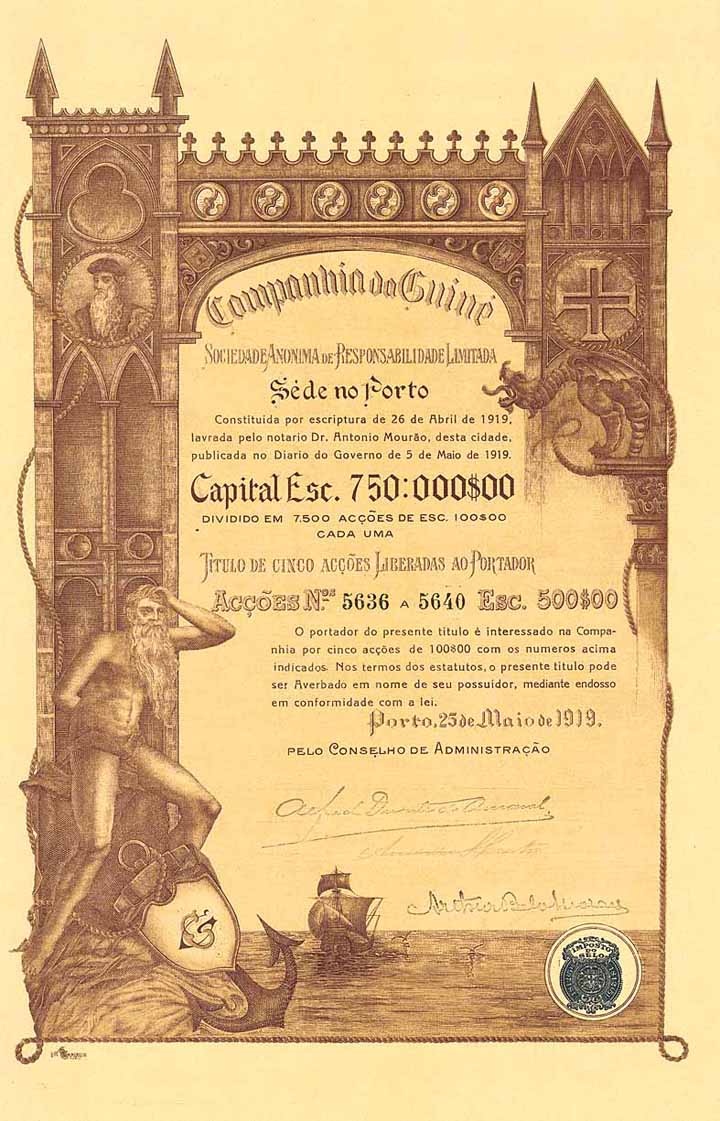 Companhia da Guiné
SOCIEDADE ANONIMA DE RESPONSABILIDADE LIMITADA
Séde no Porto
Constituida por escriptura de 26 de Abril de 1919,
lavrada pelo notario Dr. Antonio Mourão, desta cidade,
publicada no Diario do Governo de 5 de Maio de 1919.
Capital Esc. 750:000$00
DIVIDIDO EM 7.500 ACÇÕES DE ESC. 100$00
CADA UMA
TITULO DE CINCO ACÇÕES LIBERADAS AO PORTADOR
ACÇÕES N.os 5636 A 5640 ESC. 500$00
O portador do presente titulo é interessado na Compa-
nhia por cinco acções de 100$00 com os numeros acima
indicados. Nos termos dos estatutos, o presente titulo pode
ser Averbado em nome de seu possuidor, mediante endosso
em conformidade com a lei.
Porto, 25 de Maio de 1919.
PELO CONSELHO DE ADMINISTRAÇÃO
IMPOSTO
DO
SELO